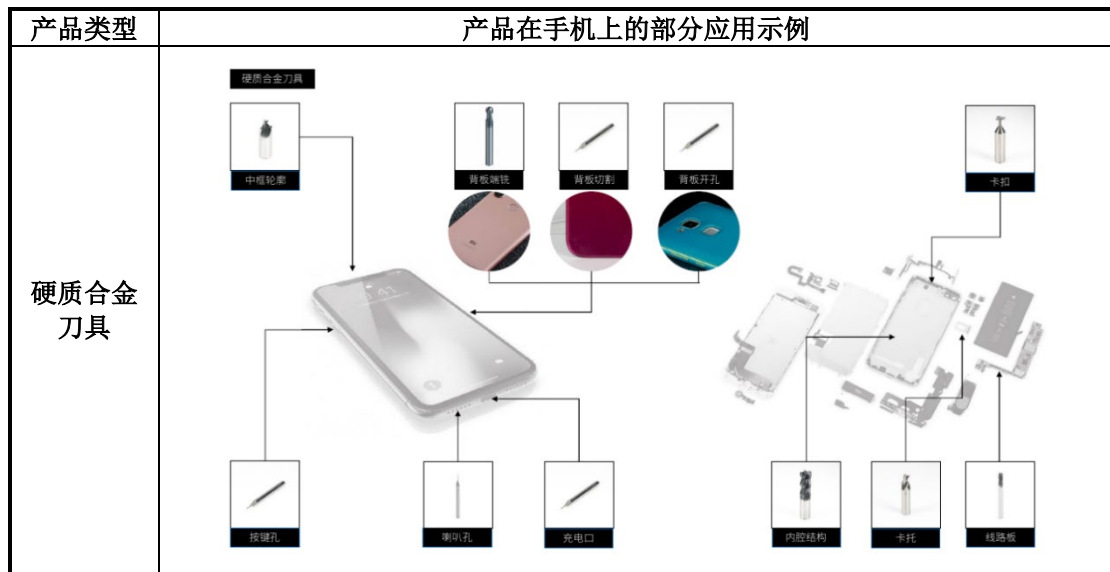 产品类型
产品在手机上的部分应用示例
硬质合金
刀具
硬质合金刀具
中框轮廓
背板端铣
背板切割
背板开孔
卡扣
9:41
按键孔
喇叭孔
充电口
内腔结构
卡托
线路板